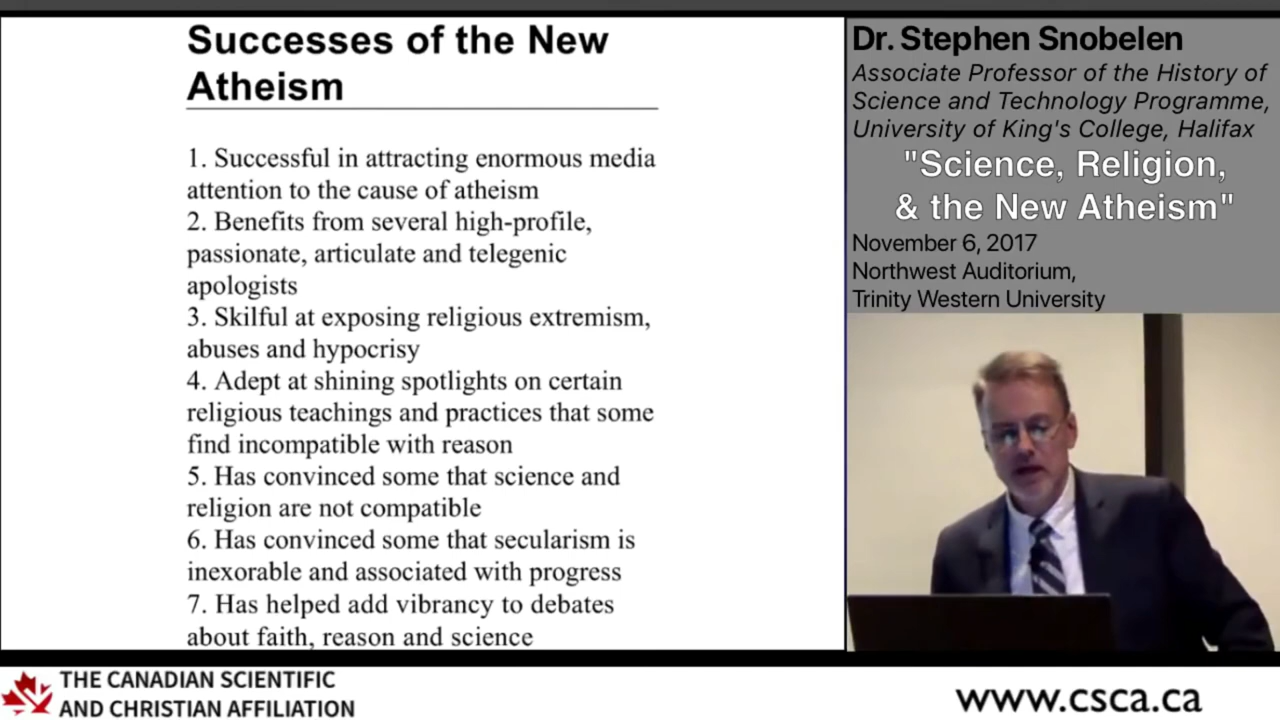 Successes of the New
Atheism
1. Successful in attracting enormous media
attention to the cause of atheism
2. Benefits from several high-profile,
passionate, articulate and telegenic
apologists
3. Skilful at exposing religious extremism,
abuses and hypocrisy
4. Adept at shining spotlights on certain
religious teachings and practices that some
find incompatible with reason
5. Has convinced some that science and
religion are not compatible
6. Has convinced some that secularism is
inexorable and associated with progress
7. Has helped add vibrancy to debates
about faith, reason and science
Dr. Stephen Snobelen
Associate Professor of the History of
Science and Technology Programme,
University of King's College, Halifax
"Science, Religion,
& the New Atheism"
November 6, 2017
Northwest Auditorium,
Trinity Western University
THE CANADIAN SCIENTIFIC
AND CHRISTIAN AFFILIATION
www.csca.ca